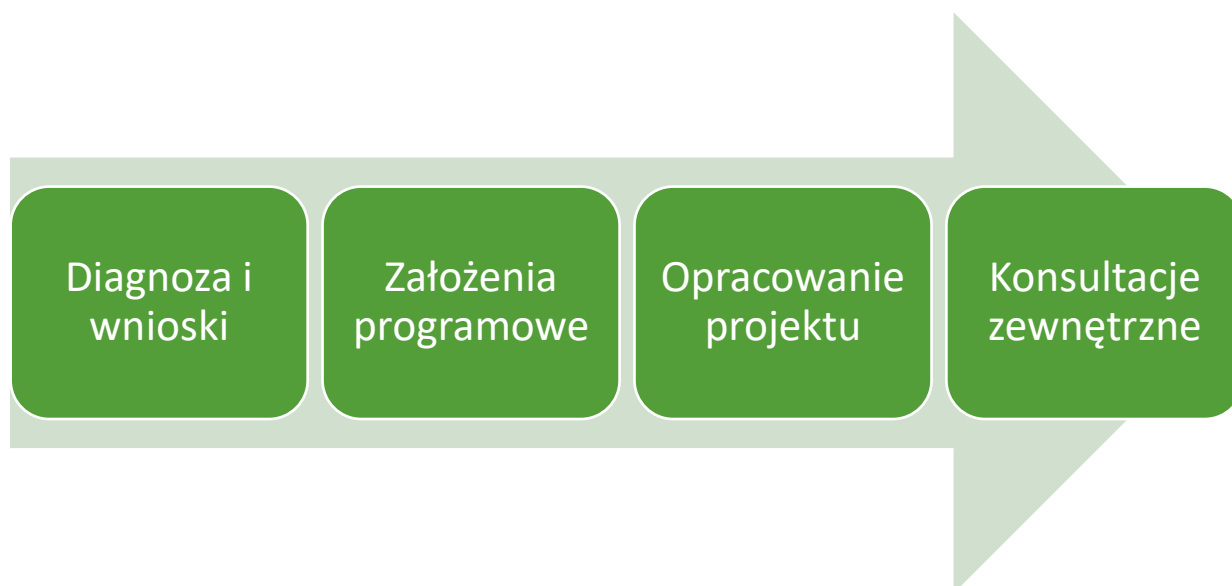 Diagnoza i
wnioski
Założenia
programowe
Opracowanie
projektu
Konsultacje
zewnętrzne